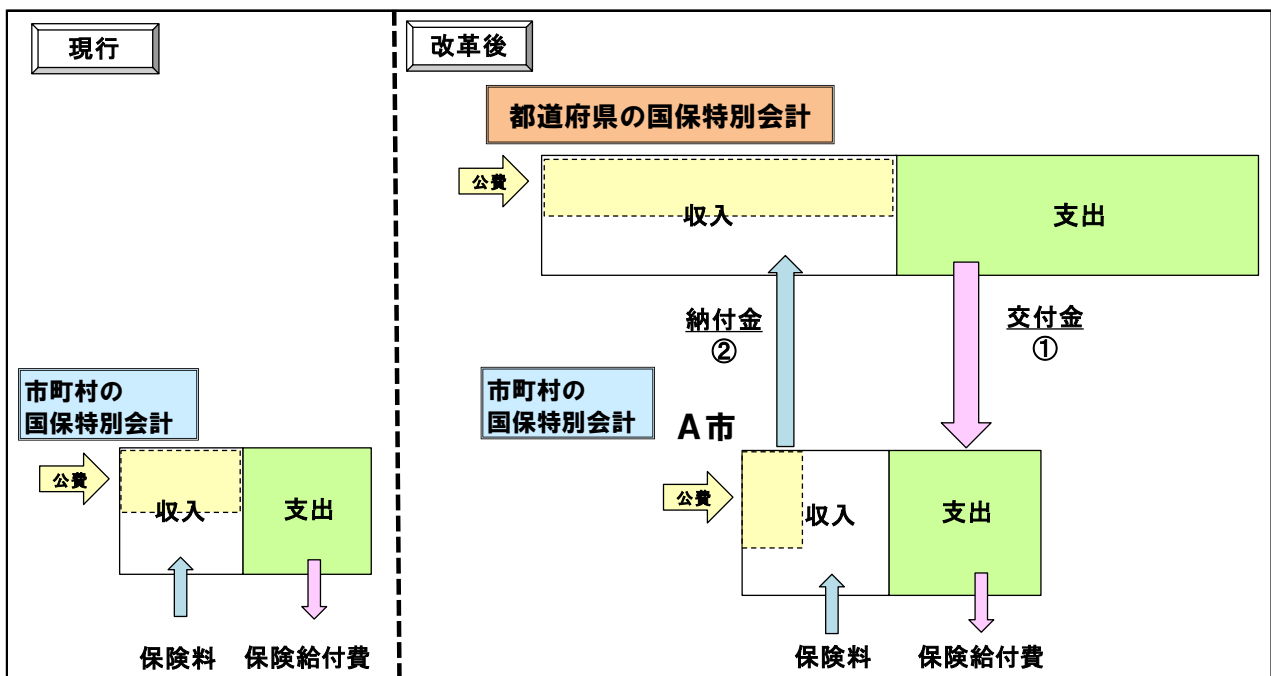 現行
市町村の
国保特別会計
公費
収入
支出
保険料
保険給付費
改革後
都道府県の国保特別会計
公費
収入
支出
納付金
②
交付金
①
市町村の
国保特別会計
A市
公費
収入
支出
保険料
保険給付費